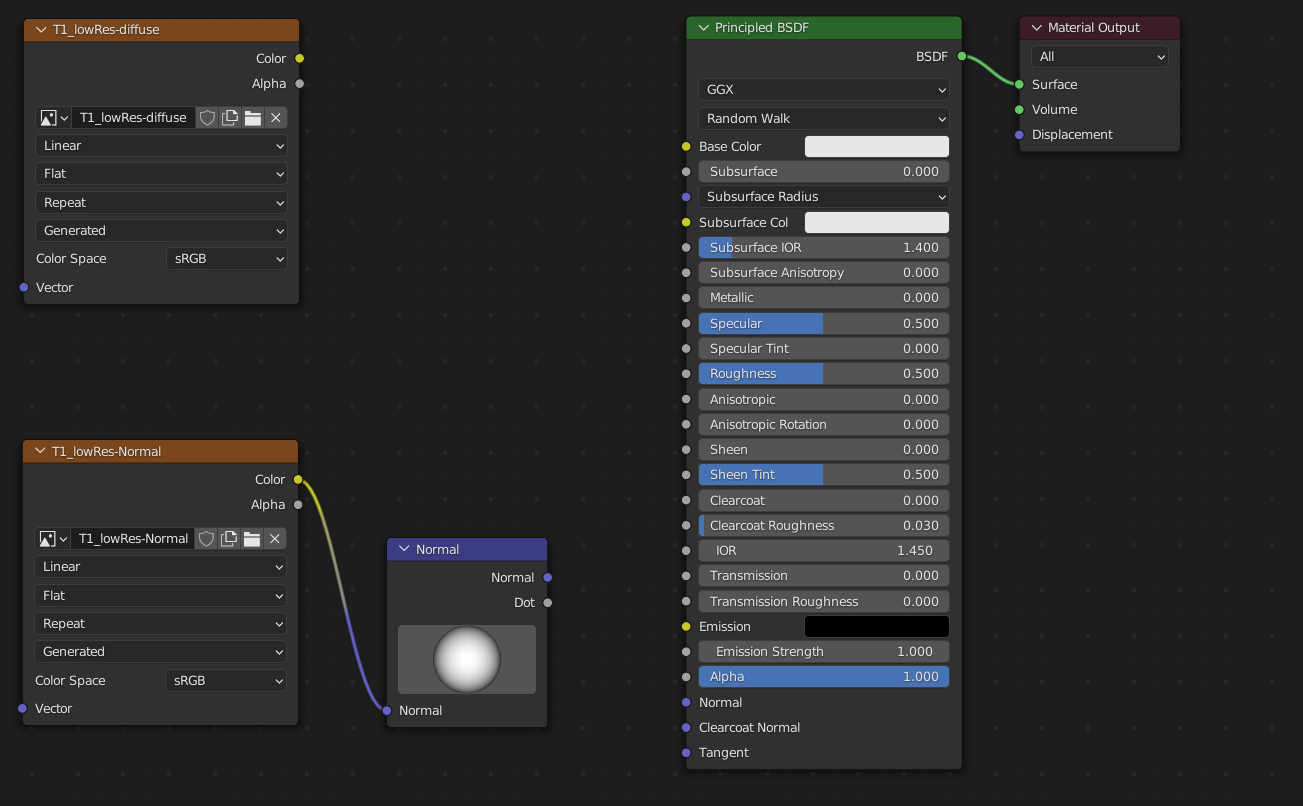 T1_lowRes-diffuse
Color
Alpha
T1_lowRes-diffuse
Linear
Flat
Repeat
Generated
Color Space sRGB
Vector
T1_lowRes-Normal
Color
Alpha
T1_lowRes-Normal
Linear
Flat
Repeat
Generated
Color Space sRGB
Vector
Normal
Normal
Dot
Normal
Principled BSDF
BSDF
GGX
Random Walk
Base Color
Subsurface 0.000
Subsurface Radius
Subsurface Col
Subsurface IOR 1.400
Subsurface Anisotropy 0.000
Metallic 0.000
Specular 0.500
Specular Tint 0.000
Roughness 0.500
Anisotropic 0.000
Anisotropic Rotation 0.000
Sheen 0.000
Sheen Tint 0.500
Clearcoat 0.000
Clearcoat Roughness 0.030
IOR 1.450
Transmission 0.000
Transmission Roughness 0.000
Emission
Emission Strength 1.000
Alpha 1.000
Normal
Clearcoat Normal
Tangent
Material Output
All
Surface
Volume
Displacement